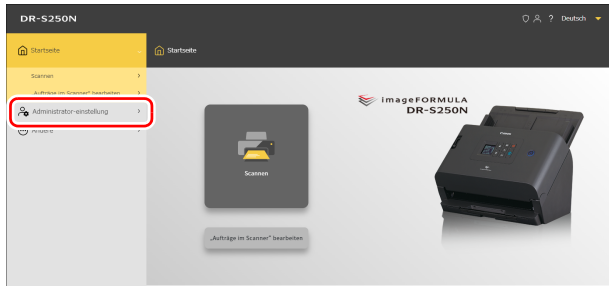 DR-S250N
? Deutsch
Startseite
Startseite
Scannen
„Aufträge im Scanner" bearbeiten
Administrator-einstellung
Andere
imageFORMULA
DR-S250N
Canon
Scannen
„Aufträge im Scanner" bearbeiten